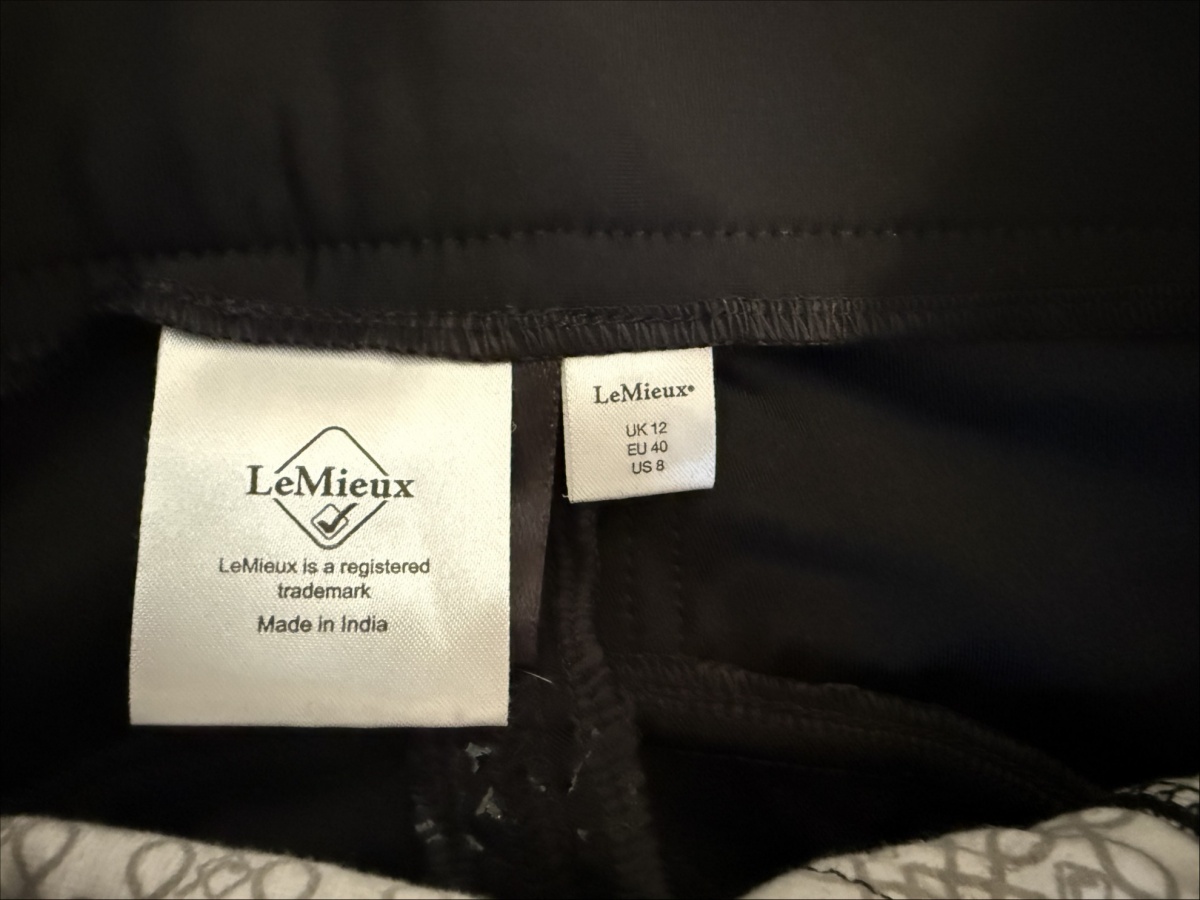 LeMieux
LeMieux is a registered
trademark
Made in India
LeMieux®
UK 12
EU 40
US 8